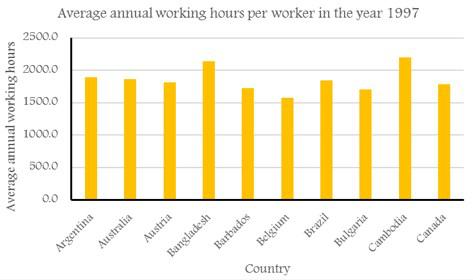 Average annual working hours per worker in the year 1997
Average annual working hours
2500.0
2000.0
1500.0
1000.0
500.0
0.0
Argentina
Australia
Austria
Bangladesh
Barbados
Belgium
Brazil
Bulgaria
Cambodia
Canada
Country